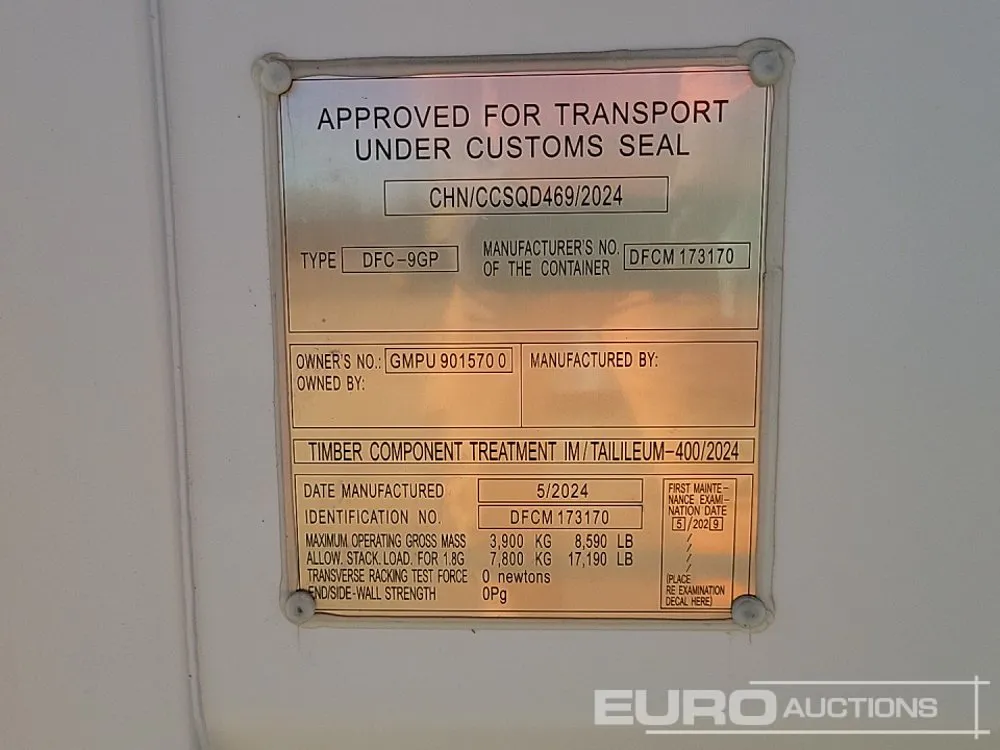 APPROVED FOR TRANSPORT
UNDER CUSTOMS SEAL
CHN/CCSQD469/2024
TYPE DFC-9GP MANUFACTURER'S NO. OF THE CONTAINER DFCM 173170
OWNER'S NO.: GMPU 901570 0
OWNED BY:
MANUFACTURED BY:
TIMBER COMPONENT TREATMENT IM/TAILILEUM-400/2024
DATE MANUFACTURED 5/2024
IDENTIFICATION NO. DFCM 173170
MAXIMUM OPERATING GROSS MASS 3,900 KG 8,590 LB
ALLOW. STACK. LOAD. FOR 1.8G 7,800 KG 17,190 LB
TRANSVERSE RACKING TEST FORCE 0 newtons
END/SIDE-WALL STRENGTH 0Pg
FIRST MAINTE-
NANCE EXAMI-
NATION DATE
5/2029
/
/
/
/
(PLACE
RE EXAMINATION
DECAL HERE)
EURO AUCTIONS